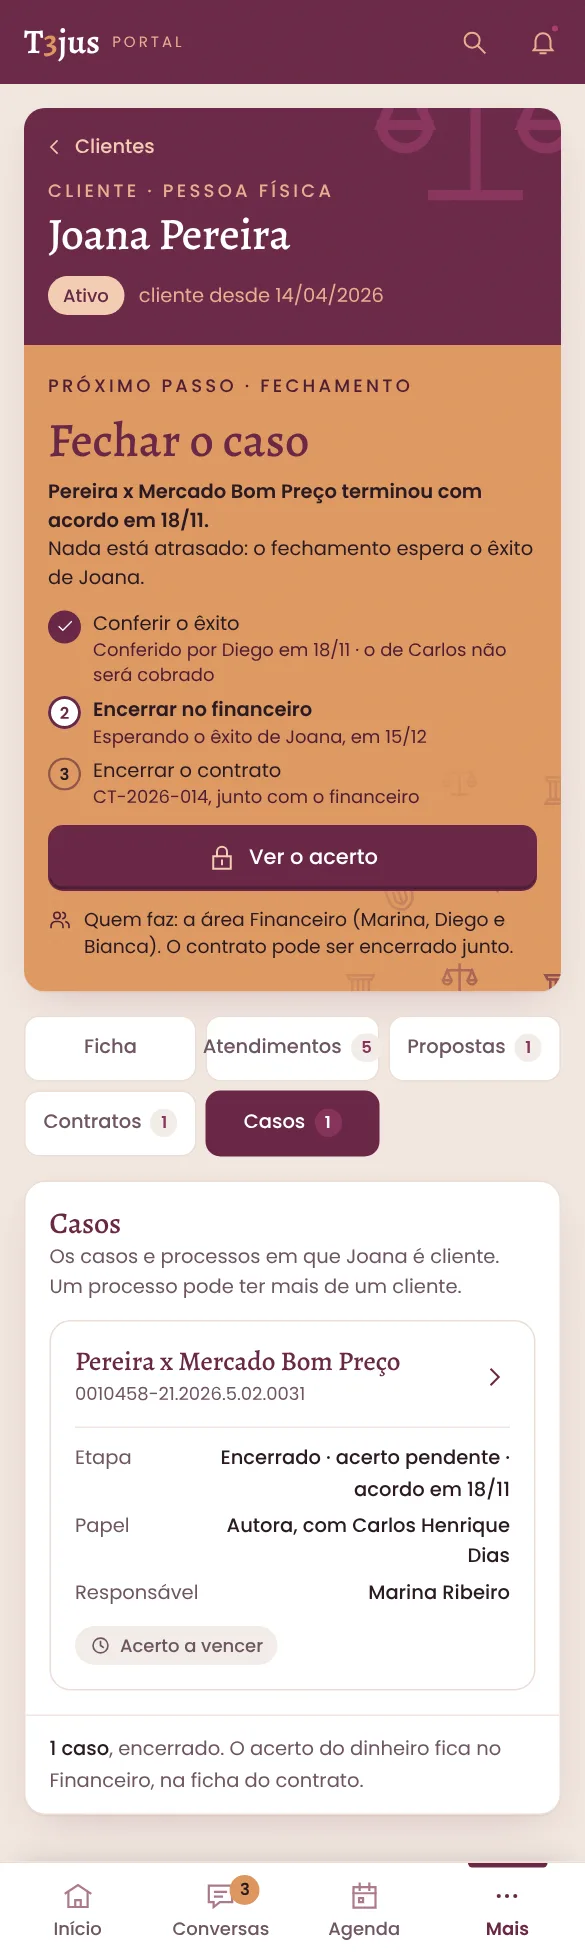 T3jus PORTAL
Clientes
CLIENTE · PESSOA FÍSICA
Joana Pereira
Ativo cliente desde 14/04/2026
PRÓXIMO PASSO · FECHAMENTO
Fechar o caso
Pereira x Mercado Bom Preço terminou com
acordo em 18/11.
Nada está atrasado: o fechamento espera o êxito
de Joana.
Conferir o êxito
Conferido por Diego em 18/11 · o de Carlos não
será cobrado
2 Encerrar no financeiro
Esperando o êxito de Joana, em 15/12
3 Encerrar o contrato
CT-2026-014, junto com o financeiro
Ver o acerto
Quem faz: a área Financeiro (Marina, Diego e
Bianca). O contrato pode ser encerrado junto.
Ficha
Atendimentos 5
Propostas 1
Contratos 1
Casos 1
Casos
Os casos e processos em que Joana é cliente.
Um processo pode ter mais de um cliente.
Pereira x Mercado Bom Preço
0010458-21.2026.5.02.0031
Etapa Encerrado · acerto pendente ·
acordo em 18/11
Papel Autora, com Carlos Henrique
Dias
Responsável Marina Ribeiro
Acerto a vencer
1 caso, encerrado. O acerto do dinheiro fica no
Financeiro, na ficha do contrato.
3
Início
Conversas
Agenda
Mais